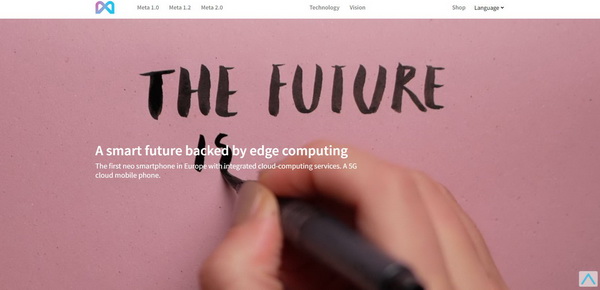 Meta 1.0 Meta 1.2 Meta 2.0 Technology Vision Shop Language
THE FUTURE
IS
A smart future backed by edge computing
The first neo smartphone in Europe with integrated cloud-computing services. A 5G
cloud mobile phone.